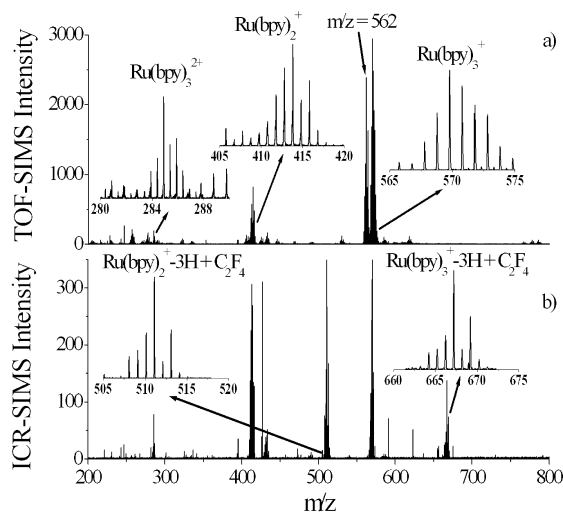 m/z = 562
a)
Ru(bpy)₃²⁺
Ru(bpy)₂⁺
Ru(bpy)₃⁺
3000
2000
1000
0
TOF-SIMS Intensity
280 284 288
405 410 415 420
565 570 575
Ru(bpy)₂⁺-3H + C₂F₄
Ru(bpy)₃⁺-3H + C₂F₄
b)
300
200
100
0
ICR-SIMS Intensity
505 510 515 520
660 665 670 675
200 300 400 500 600 700 800
m/z